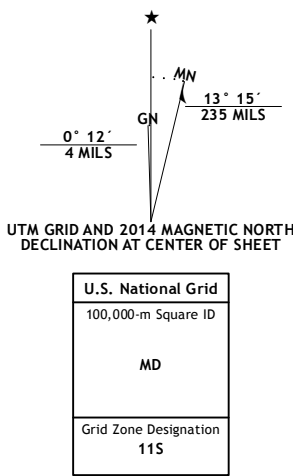 ★
MN
GN
13° 15´
235 MILS
0° 12´
4 MILS
UTM GRID AND 2014 MAGNETIC NORTH
DECLINATION AT CENTER OF SHEET
U.S. National Grid
100,000-m Square ID
MD
Grid Zone Designation
11S